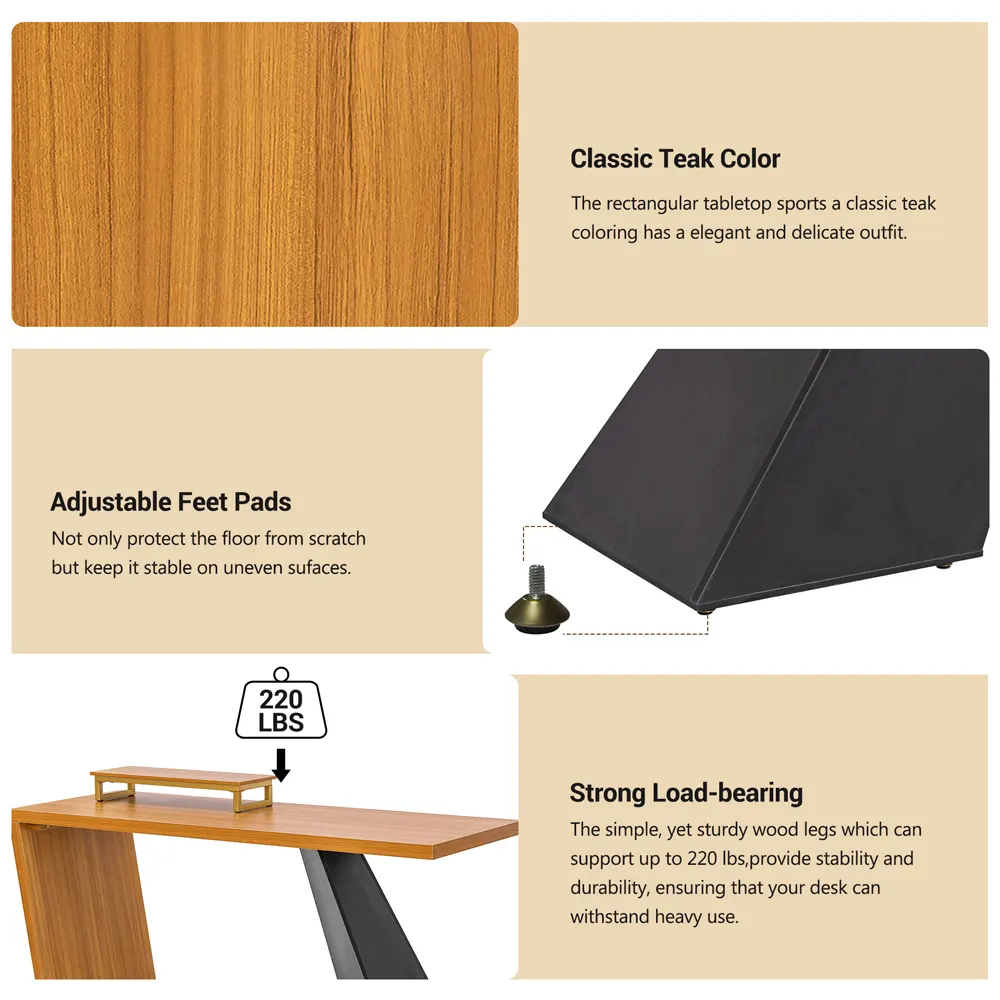 Classic Teak Color
The rectangular tabletop sports a classic teak
coloring has a elegant and delicate outfit.
Adjustable Feet Pads
Not only protect the floor from scratch
but keep it stable on uneven sufaces.
220
LBS
Strong Load-bearing
The simple, yet sturdy wood legs which can
support up to 220 lbs,provide stability and
durability, ensuring that your desk can
withstand heavy use.